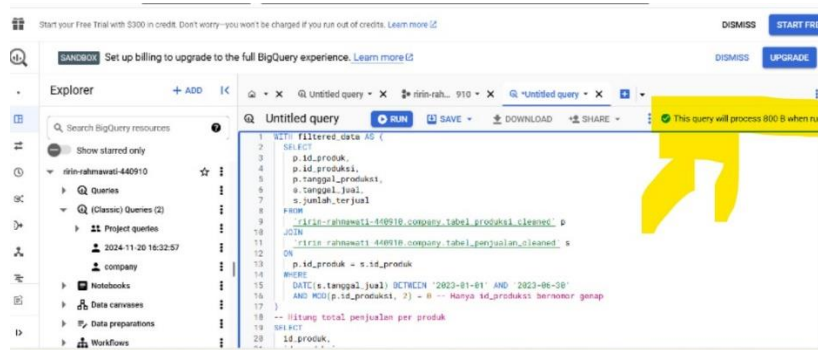 Start your Free Trial with $300 in credit. Don't worry—you won't be charged if you run out of credits. Learn more
DISMISS
START FRE
SANDBOX Set up billing to upgrade to the full BigQuery experience. Learn more
DISMISS
UPGRADE
Explorer
+ ADD
Untitled query
ririn-rah... 910
*Untitled query
Search BigQuery resources
Show starred only
ririn-rahmawati-440910
Queries
(Classic) Queries (2)
Project queries
2024-11-20 16:32:57
company
Notebooks
Data canvases
Data preparations
Workflows
Untitled query
RUN
SAVE
DOWNLOAD
SHARE
This query will process 800 B when ru
1 WITH filtered_data AS (
2 SELECT
3 p.id_produk,
4 p.id_produksi,
5 p.tanggal_produksi,
6 s.tanggal_jual,
7 s.jumlah_terjual
8 FROM
9 `ririn-rahmawati-440910.company.tabel_produksi_cleaned` p
10 JOIN
11 `ririn-rahmawati-440910.company.tabel_penjualan_cleaned` s
12 ON
13 p.id_produk = s.id_produk
14 WHERE
15 DATE(s.tanggal_jual) BETWEEN '2023-01-01' AND '2023-06-30'
16 AND MOD(p.id_produksi, 2) = 0 -- Hanya id_produksi bernomor genap
17 )
18 -- Hitung total penjualan per produk
19 SELECT
20 id_produk,